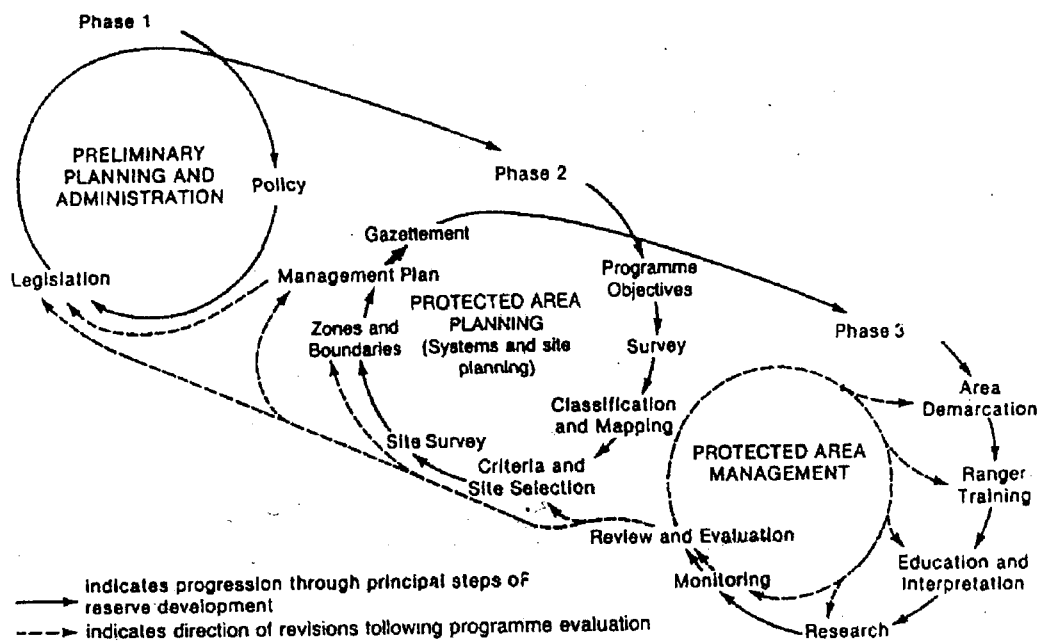 Phase 1
PRELIMINARY
PLANNING AND
ADMINISTRATION
Policy
Legislation
Phase 2
Gazettement
Management Plan
PROTECTED AREA
PLANNING
(Systems and site
planning)
Zones and
Boundaries
Site Survey
Programme
Objectives
Survey
Classification
and Mapping
Criteria and
Site Selection
Phase 3
Area
Demarcation
PROTECTED AREA
MANAGEMENT
Ranger
Training
Education and
Interpretation
Research
Monitoring
Review and Evaluation
indicates progression through principal steps of
reserve development
indicates direction of revisions following programme evaluation